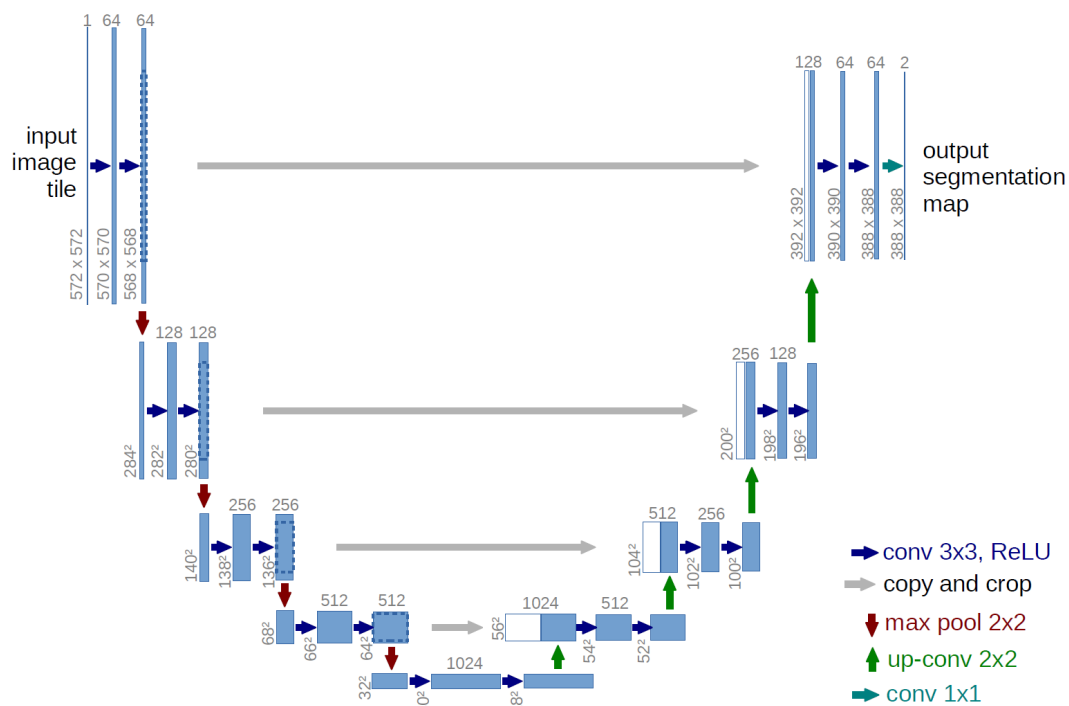 1 64 64
128 64 64 2
input
image
tile
output
segmentation
map
572 x 572
570 x 570
568 x 568
392 x 392
390 x 390
388 x 388
388 x 388
128 128
256 128
284²
282²
280²
200²
198²
196²
256 256
512 256
140²
138²
136²
104²
102²
100²
512 512
1024 512
68²
66²
64²
56²
54²
52²
1024
32²
0²
8²
conv 3x3, ReLU
copy and crop
max pool 2x2
up-conv 2x2
conv 1x1